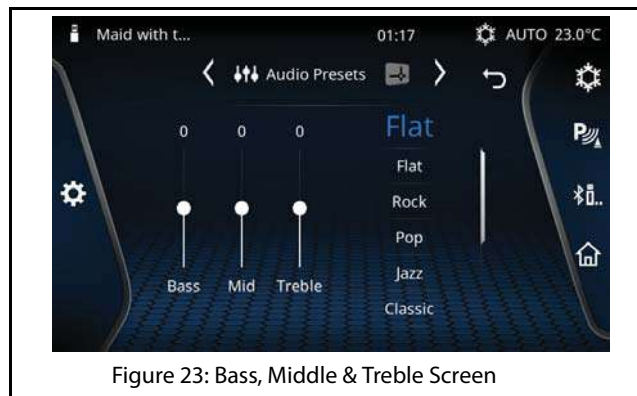 Maid with t... 01:17 AUTO 23.0°C
Audio Presets
0 0 0 Flat
Flat
Rock
Pop
Bass Mid Treble Jazz
Classic
Figure 23: Bass, Middle & Treble Screen